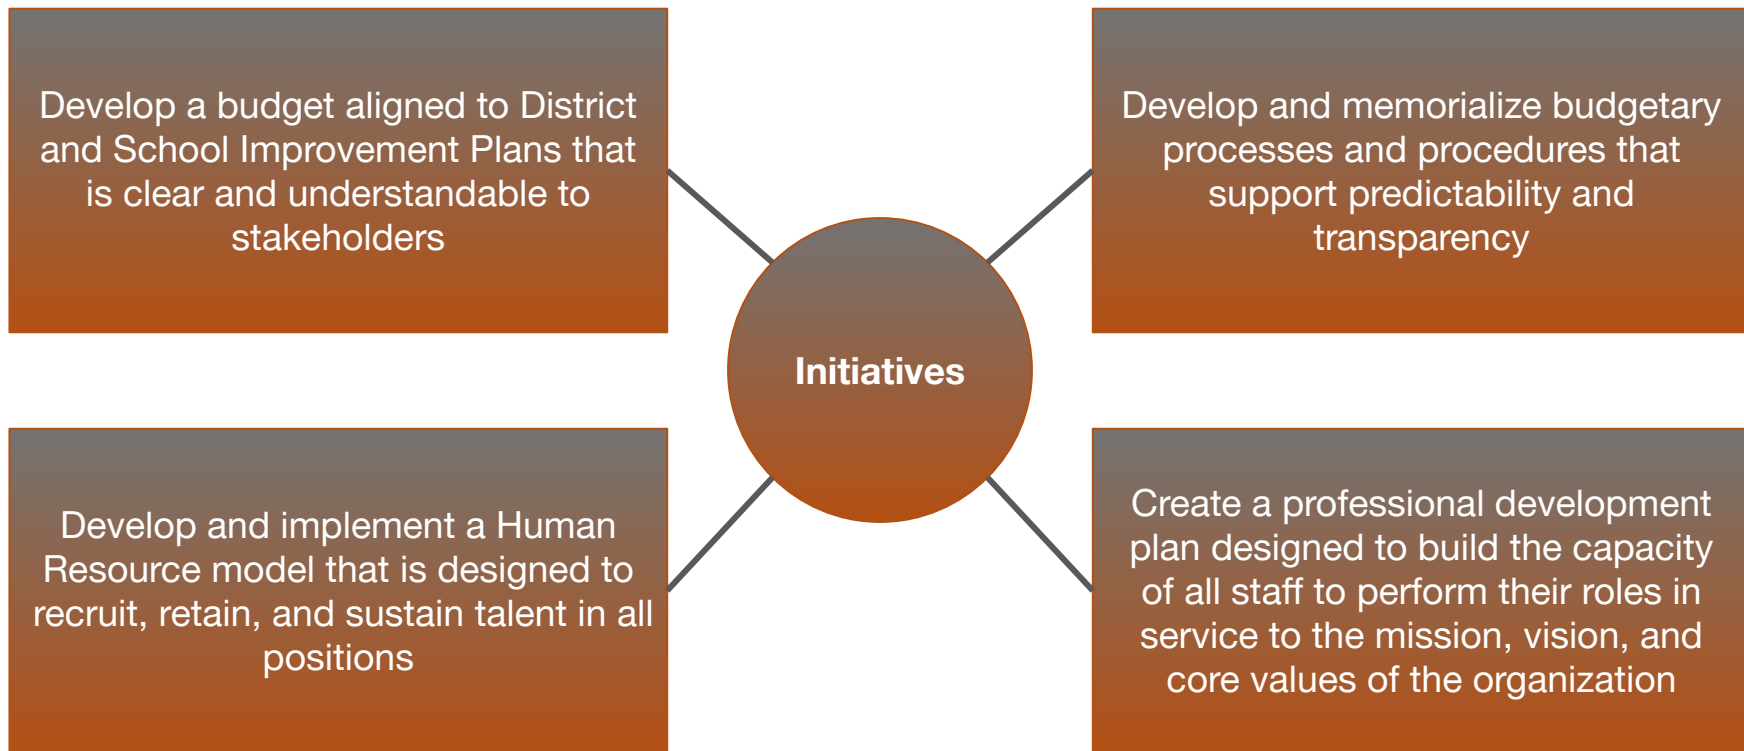 Develop a budget aligned to District
and School Improvement Plans that
is clear and understandable to
stakeholders
Develop and memorialize budgetary
processes and procedures that
support predictability and
transparency
Initiatives
Develop and implement a Human
Resource model that is designed to
recruit, retain, and sustain talent in all
positions
Create a professional development
plan designed to build the capacity
of all staff to perform their roles in
service to the mission, vision, and
core values of the organization